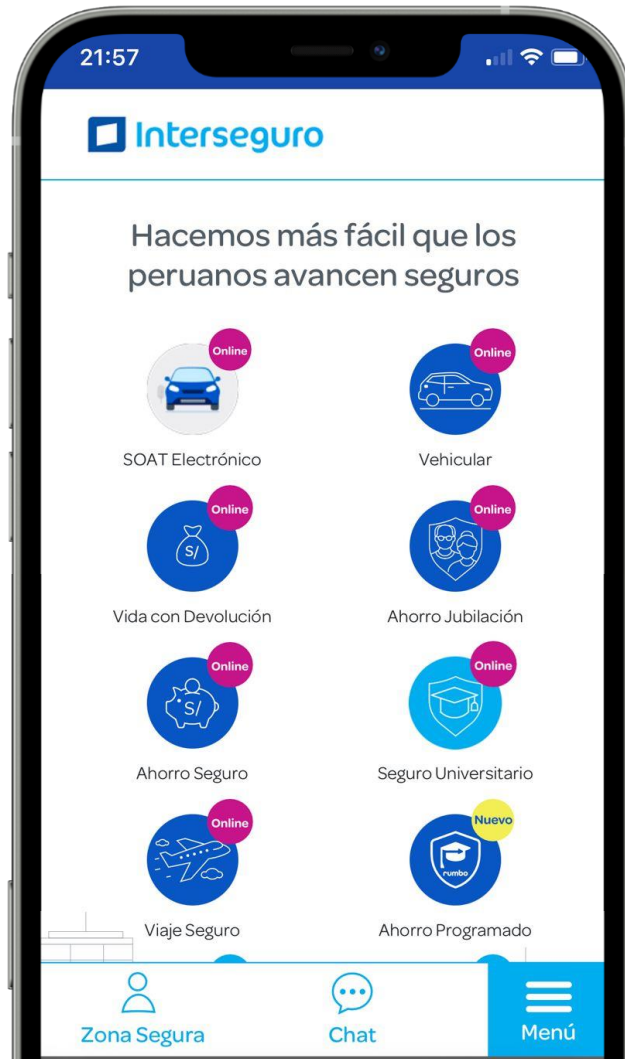 21:57
Interseguro
Hacemos más fácil que los
peruanos avancen seguros
Online
Online
SOAT Electrónico
Vehicular
Online
Online
S/
Vida con Devolución
Ahorro Jubilación
Online
Online
S/
Ahorro Seguro
Seguro Universitario
Online
Nuevo
rumbo
Viaje Seguro
Ahorro Programado
Zona Segura
Chat
Menú